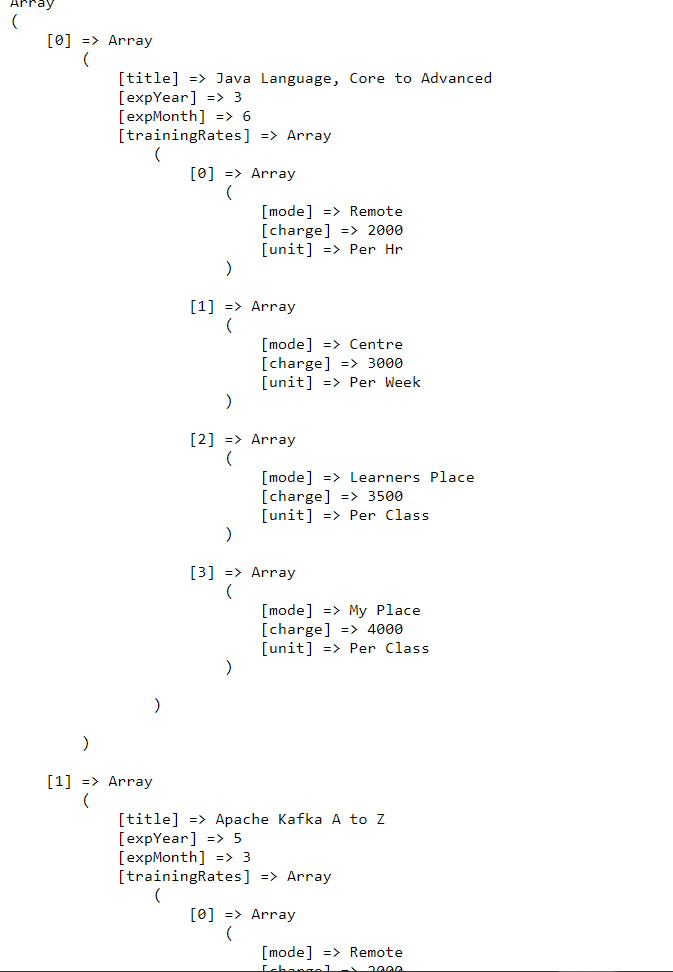 Array
(
    [0] => Array
        (
            [title] => Java Language, Core to Advanced
            [expYear] => 3
            [expMonth] => 6
            [trainingRates] => Array
                (
                    [0] => Array
                        (
                            [mode] => Remote
                            [charge] => 2000
                            [unit] => Per Hr
                        )
                    [1] => Array
                        (
                            [mode] => Centre
                            [charge] => 3000
                            [unit] => Per Week
                        )
                    [2] => Array
                        (
                            [mode] => Learners Place
                            [charge] => 3500
                            [unit] => Per Class
                        )
                    [3] => Array
                        (
                            [mode] => My Place
                            [charge] => 4000
                            [unit] => Per Class
                        )
                )
        )
    [1] => Array
        (
            [title] => Apache Kafka A to Z
            [expYear] => 5
            [expMonth] => 3
            [trainingRates] => Array
                (
                    [0] => Array
                        (
                            [mode] => Remote
                            [charge] => 2000